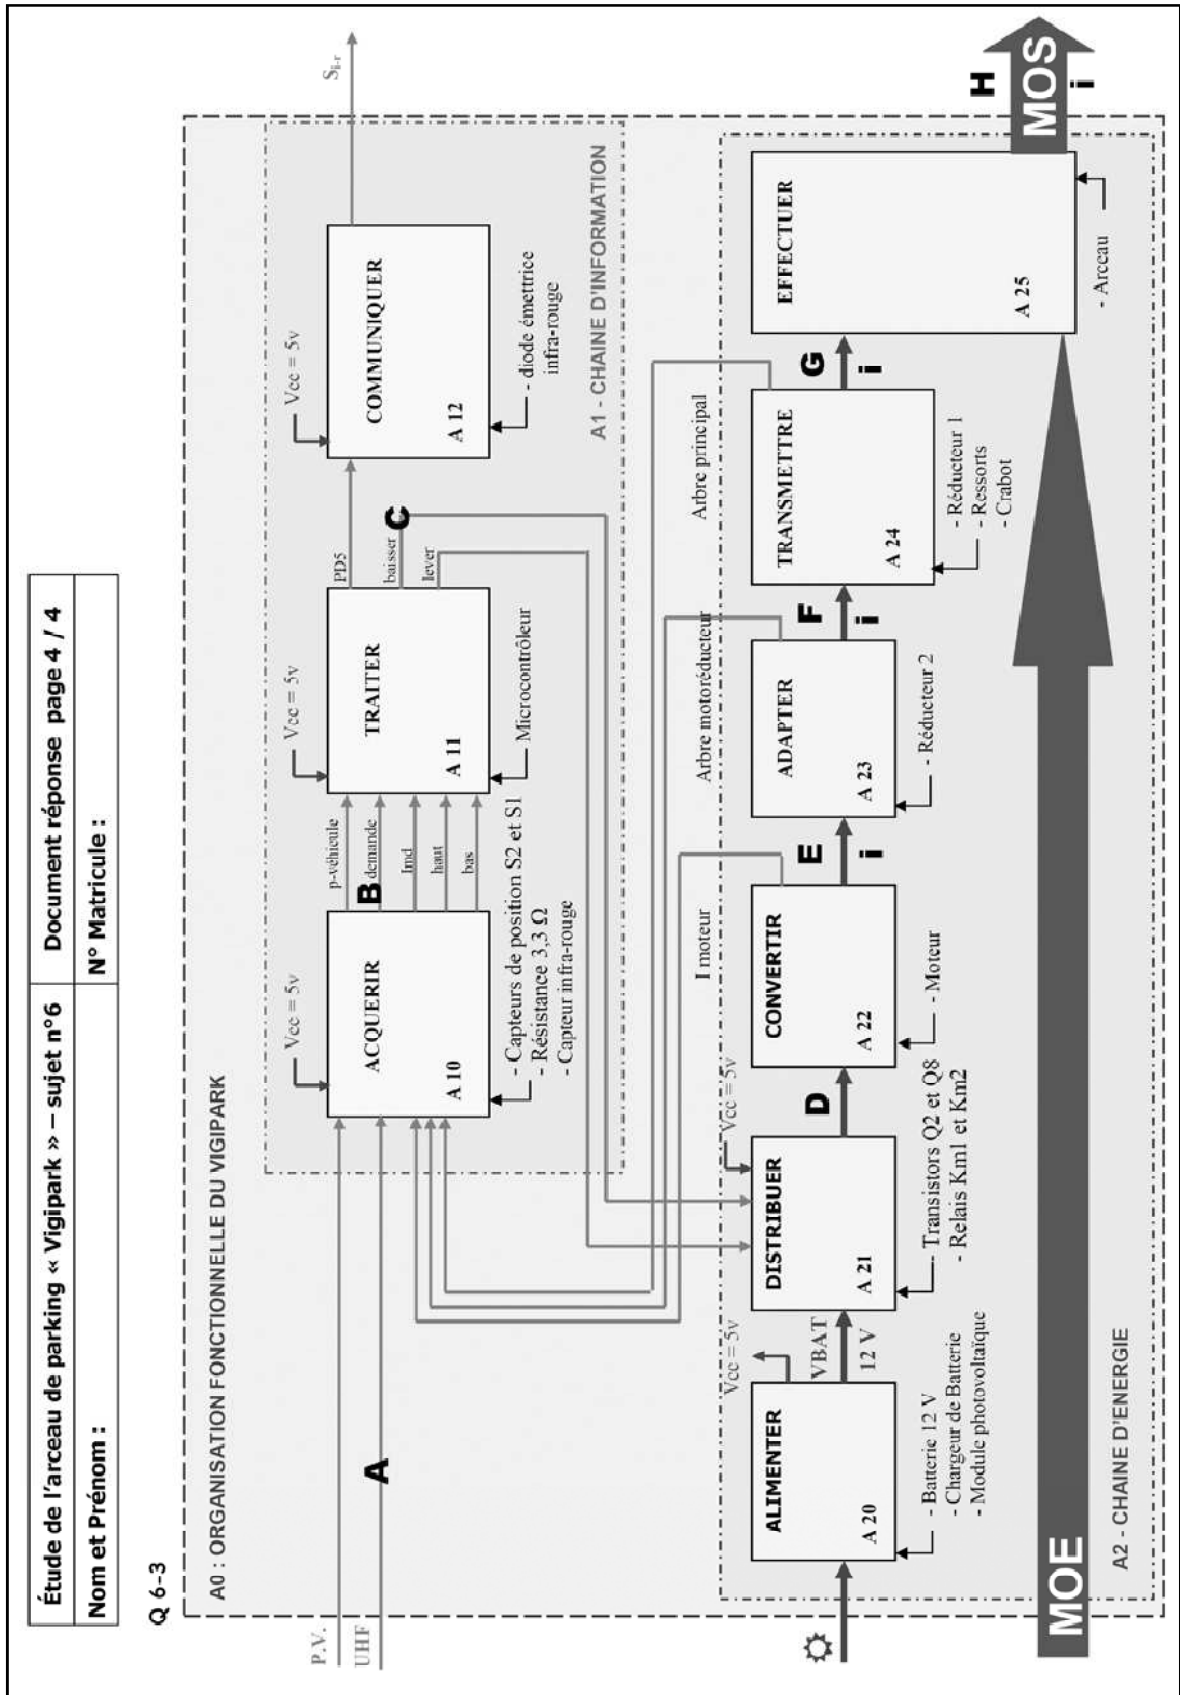 Étude de l'arceau de parking « Vigipark » – sujet n°6
Document réponse page 4 / 4
Nom et Prénom :
N° Matricule :
Q 6-3
A0 : ORGANISATION FONCTIONNELLE DU VIGIPARK
P.V.
UHF
A
Vcc = 5v
ACQUERIR
A 10
- Capteurs de position S2 et S1
- Résistance 3,3 Ω
- Capteur infra-rouge
p-véhicule
B
demande
Imd
haut
bas
Vcc = 5v
TRAITER
A 11
Microcontrôleur
PD5
baisser
C
lever
Vcc = 5v
COMMUNIQUER
A 12
- diode émettrice
infra-rouge
Si-r
A1 - CHAINE D'INFORMATION
ALIMENTER
A 20
- Batterie 12 V
- Chargeur de Batterie
- Module photovoltaïque
Vcc = 5v
VBAT
12 V
Vcc = 5v
DISTRIBUER
A 21
- Transistors Q2 et Q8
- Relais Km1 et Km2
D
I moteur
CONVERTIR
A 22
- Moteur
E
i
Arbre motoréducteur
ADAPTER
A 23
- Réducteur 2
F
i
Arbre principal
TRANSMETTRE
A 24
- Réducteur 1
- Ressorts
- Crabot
G
i
EFFECTUER
A 25
- Arceau
H
MOS
i
MOE
A2 - CHAINE D'ENERGIE